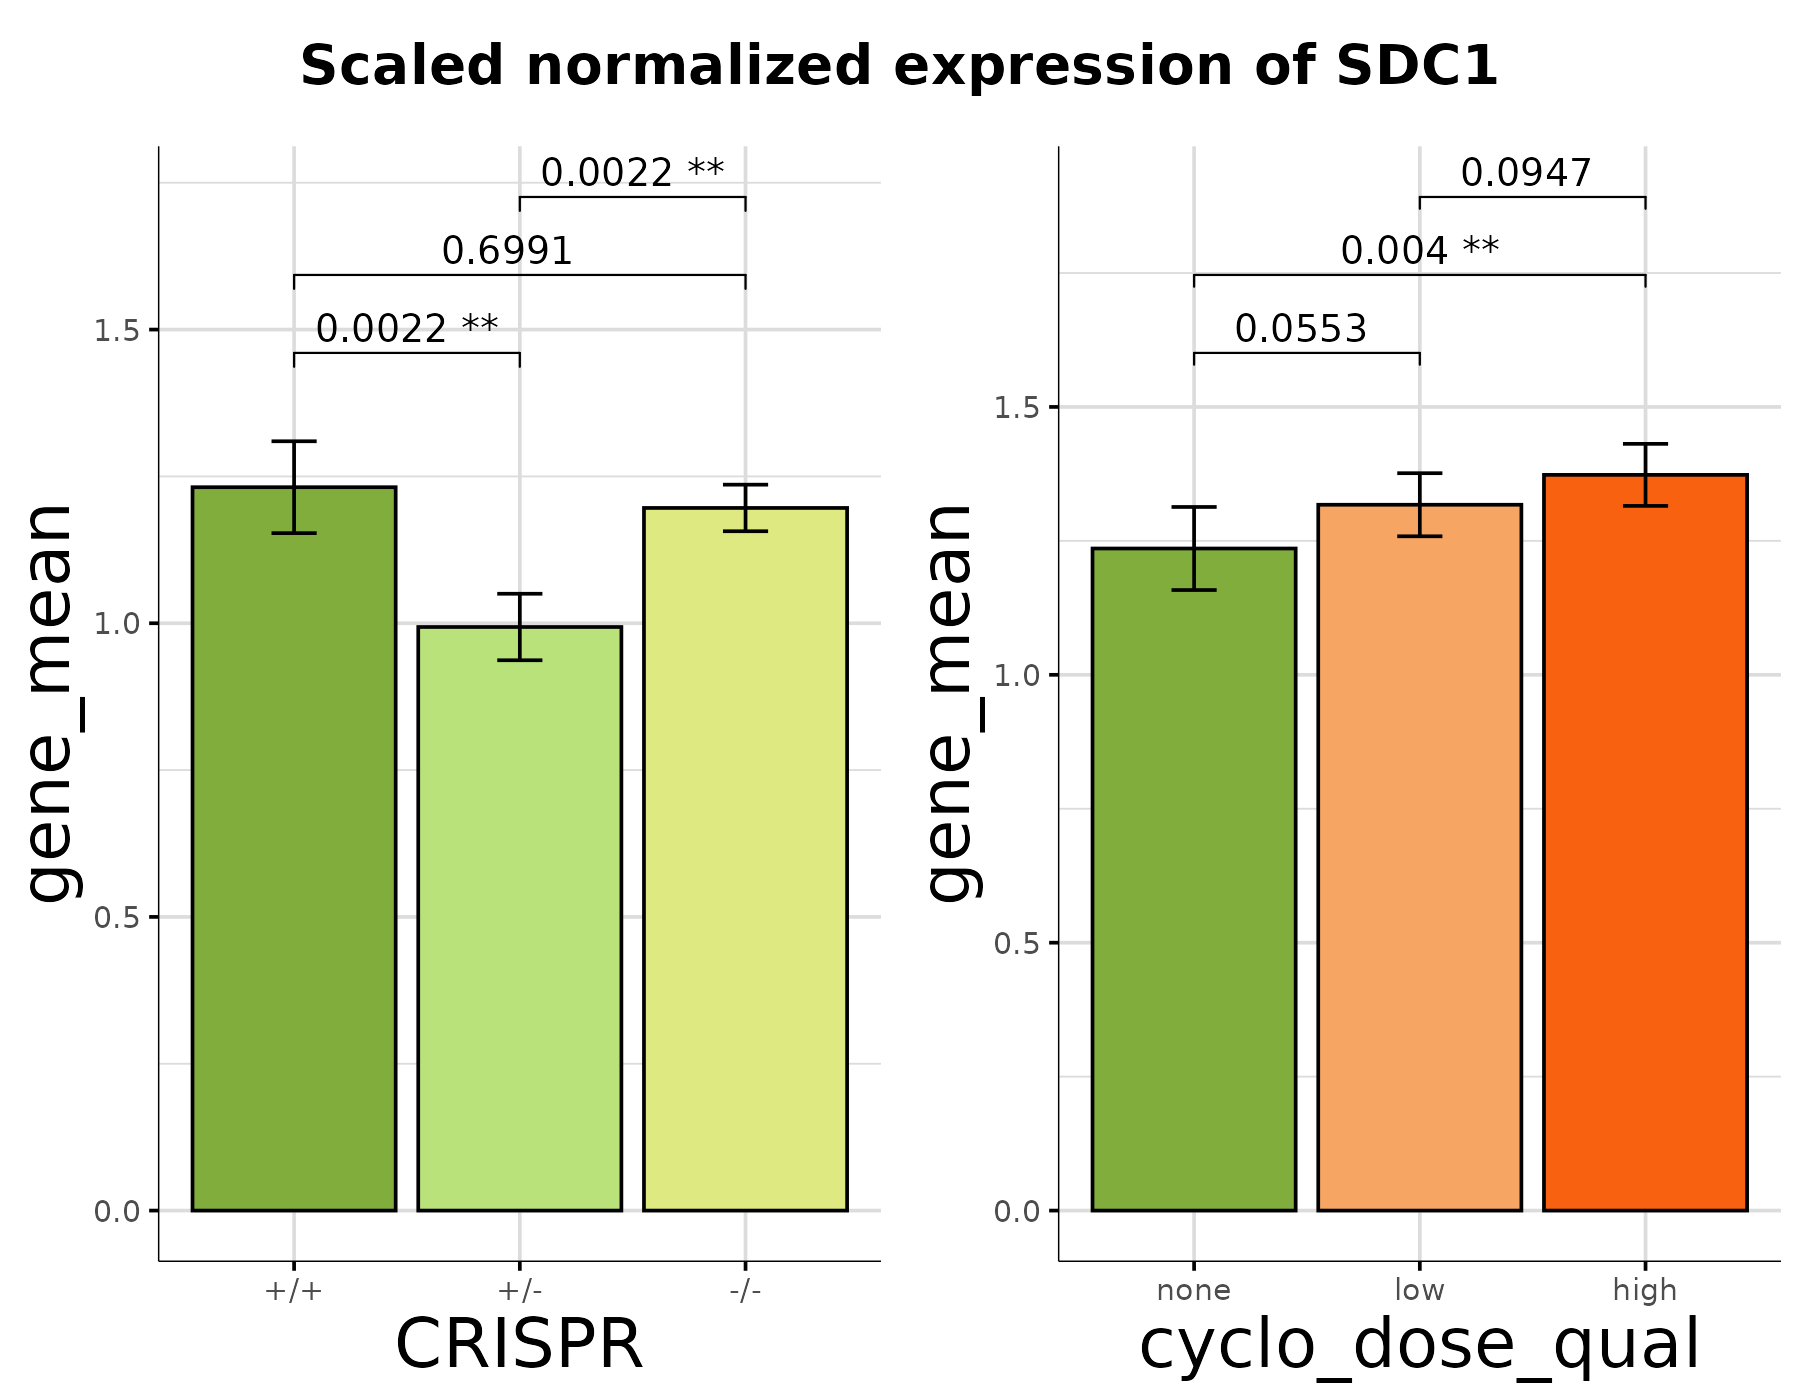 Scaled normalized expression of SDC1
gene_mean
0.0022 **
0.6991
0.0022 **
1.5
1.0
0.5
0.0
+/+
+/-
-/-
CRISPR
gene_mean
0.0947
0.004 **
0.0553
1.5
1.0
0.5
0.0
none
low
high
cyclo_dose_qual